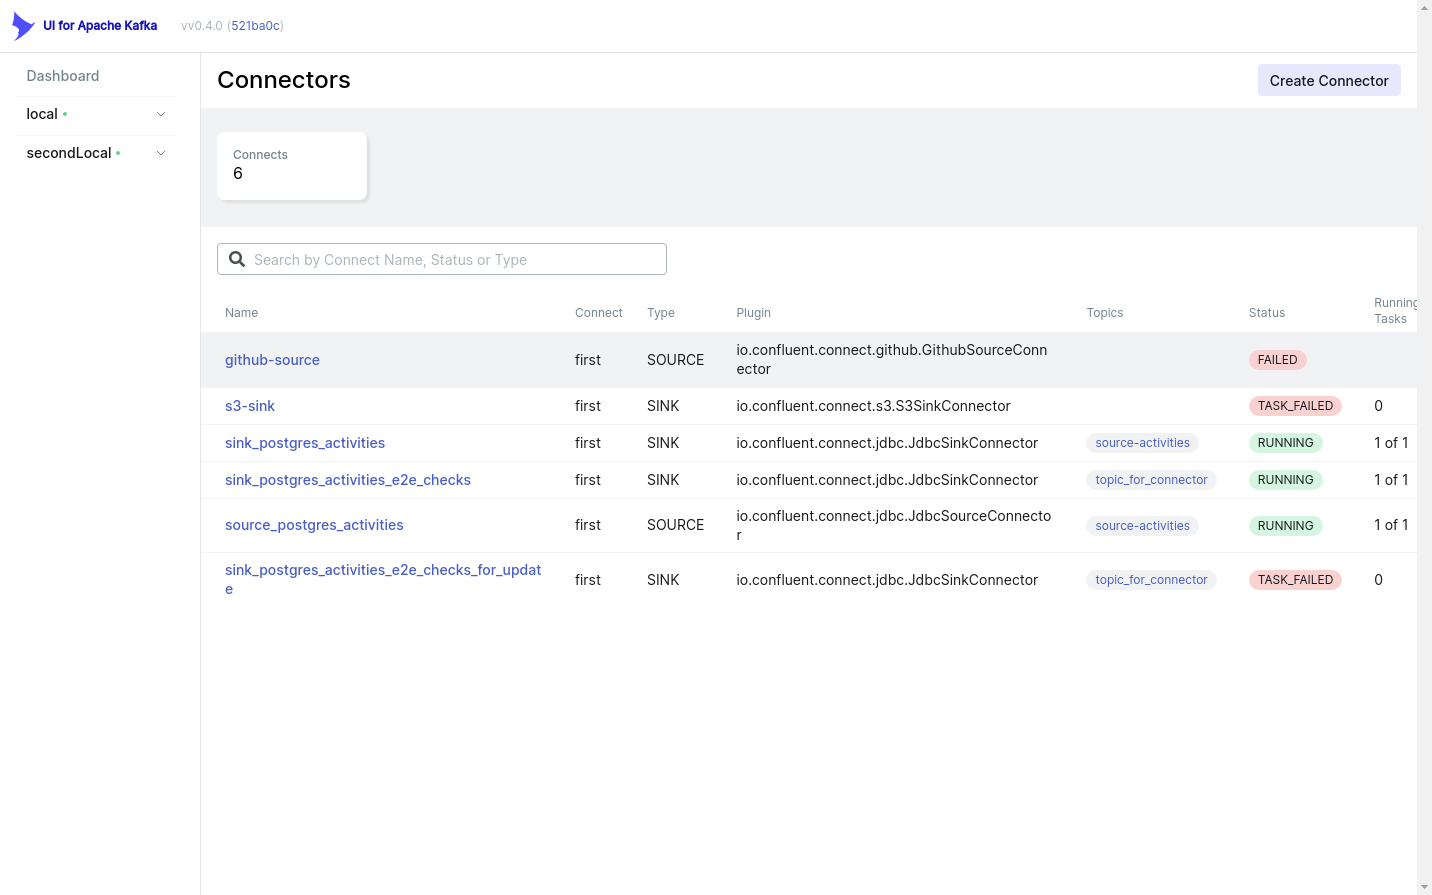 UI for Apache Kafka vv0.4.0 (521ba0c)
Dashboard
local
secondLocal
Connectors
Create Connector
Connects
6
Search by Connect Name, Status or Type
Name Connect Type Plugin Topics Status Running
Tasks
github-source first SOURCE io.confluent.connect.github.GithubSourceConn
ector FAILED
s3-sink first SINK io.confluent.connect.s3.S3SinkConnector TASK_FAILED 0
sink_postgres_activities first SINK io.confluent.connect.jdbc.JdbcSinkConnector source-activities RUNNING 1 of 1
sink_postgres_activities_e2e_checks first SINK io.confluent.connect.jdbc.JdbcSinkConnector topic_for_connector RUNNING 1 of 1
source_postgres_activities first SOURCE io.confluent.connect.jdbc.JdbcSourceConnecto
r source-activities RUNNING 1 of 1
sink_postgres_activities_e2e_checks_for_updat
e first SINK io.confluent.connect.jdbc.JdbcSinkConnector topic_for_connector TASK_FAILED 0